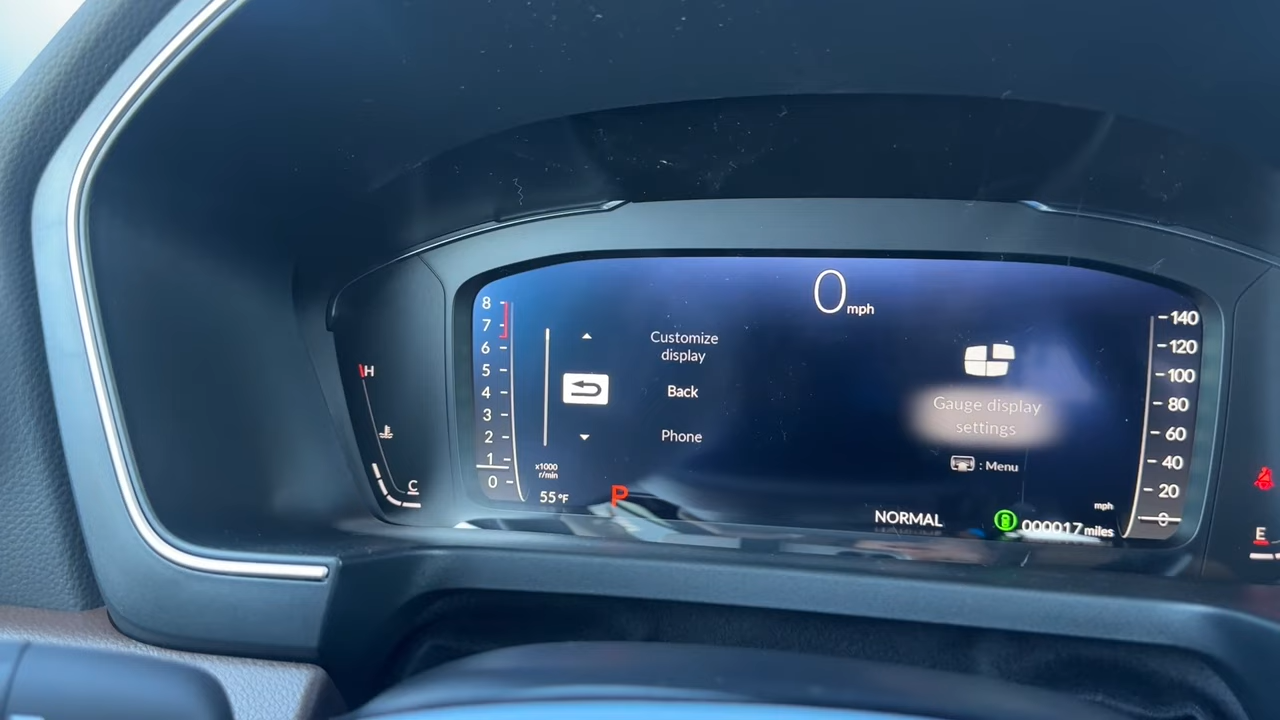 0 mph
8
7
6
5
4
3
2
1
0
x1000
r/min
55 °F
H
C
Customize
display
Back
Phone
P
Gauge display
settings
: Menu
NORMAL
000017 miles
140
120
100
80
60
40
20
0
mph
E